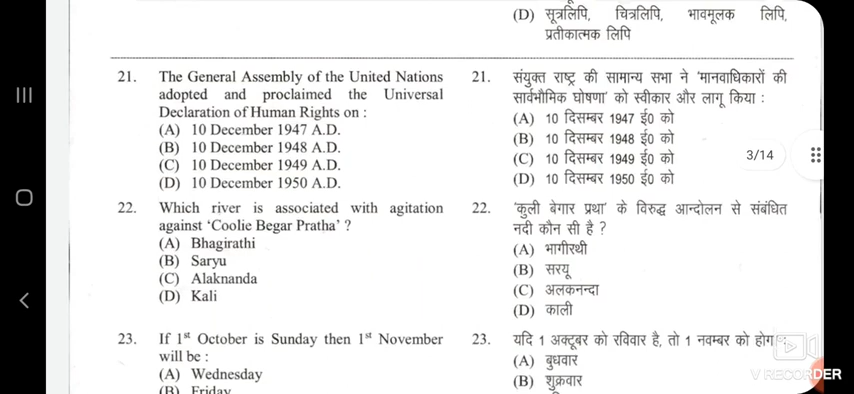 (D) सूत्रलिपि, चित्रलिपि, भावमूलक लिपि,
प्रतीकात्मक लिपि
21. The General Assembly of the United Nations
adopted and proclaimed the Universal
Declaration of Human Rights on :
(A) 10 December 1947 A.D.
(B) 10 December 1948 A.D.
(C) 10 December 1949 A.D.
(D) 10 December 1950 A.D.
22. Which river is associated with agitation
against ‘Coolie Begar Pratha’ ?
(A) Bhagirathi
(B) Saryu
(C) Alaknanda
(D) Kali
23. If 1st October is Sunday then 1st November
will be :
(A) Wednesday
(B) Friday
21. संयुक्त राष्ट्र की सामान्य सभा ने ‘मानवाधिकारों की
सार्वभौमिक घोषणा’ को स्वीकार और लागू किया :
(A) 10 दिसम्बर 1947 ई0 को
(B) 10 दिसम्बर 1948 ई0 को
(C) 10 दिसम्बर 1949 ई0 को
(D) 10 दिसम्बर 1950 ई0 को
22. ‘कुली बेगार प्रथा’ के विरुद्ध आन्दोलन से संबंधित
नदी कौन सी है ?
(A) भागीरथी
(B) सरयू
(C) अलकनन्दा
(D) काली
23. यदि 1 अक्टूबर को रविवार है, तो 1 नवम्बर को
(A) बुधवार
(B) शुक्रवार
3/14
V RECORDER